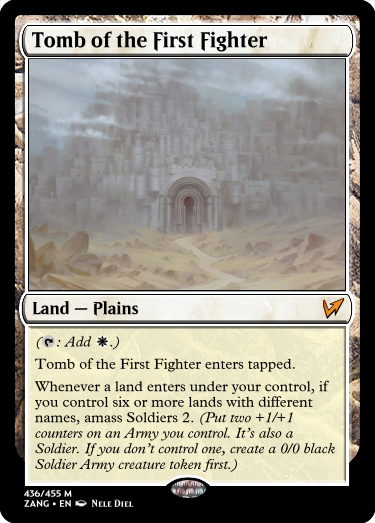 Tomb of the First Fighter
Land — Plains
(T: Add W.)
Tomb of the First Fighter enters tapped.
Whenever a land enters under your control, if
you control six or more lands with different
names, amass Soldiers 2. (Put two +1/+1
counters on an Army you control. It's also a
Soldier. If you don't control one, create a 0/0 black
Soldier Army creature token first.)
436/455 M
ZANG • EN Nele Diel